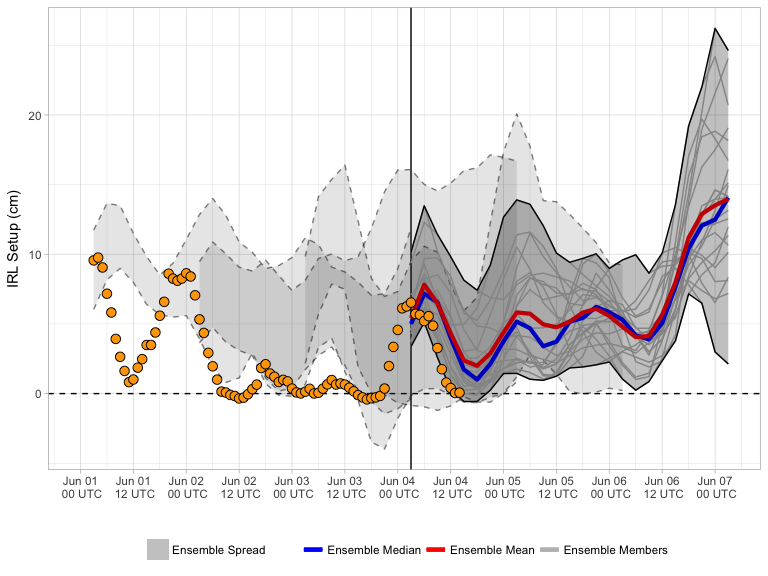 IRL Setup (cm)
20
10
0
Jun 01 Jun 01 Jun 02 Jun 02 Jun 03 Jun 03 Jun 04 Jun 04 Jun 05 Jun 05 Jun 06 Jun 06 Jun 07
00 UTC 12 UTC 00 UTC 12 UTC 00 UTC 12 UTC 00 UTC 12 UTC 00 UTC 12 UTC 00 UTC 12 UTC 00 UTC
Ensemble Spread Ensemble Median Ensemble Mean Ensemble Members